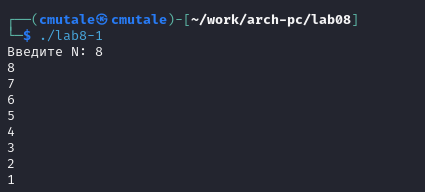 ┌──(cmutale㉿cmutale)-[~/work/arch-pc/lab08]
└─$ ./lab8-1
Введите N: 8
8
7
6
5
4
3
2
1